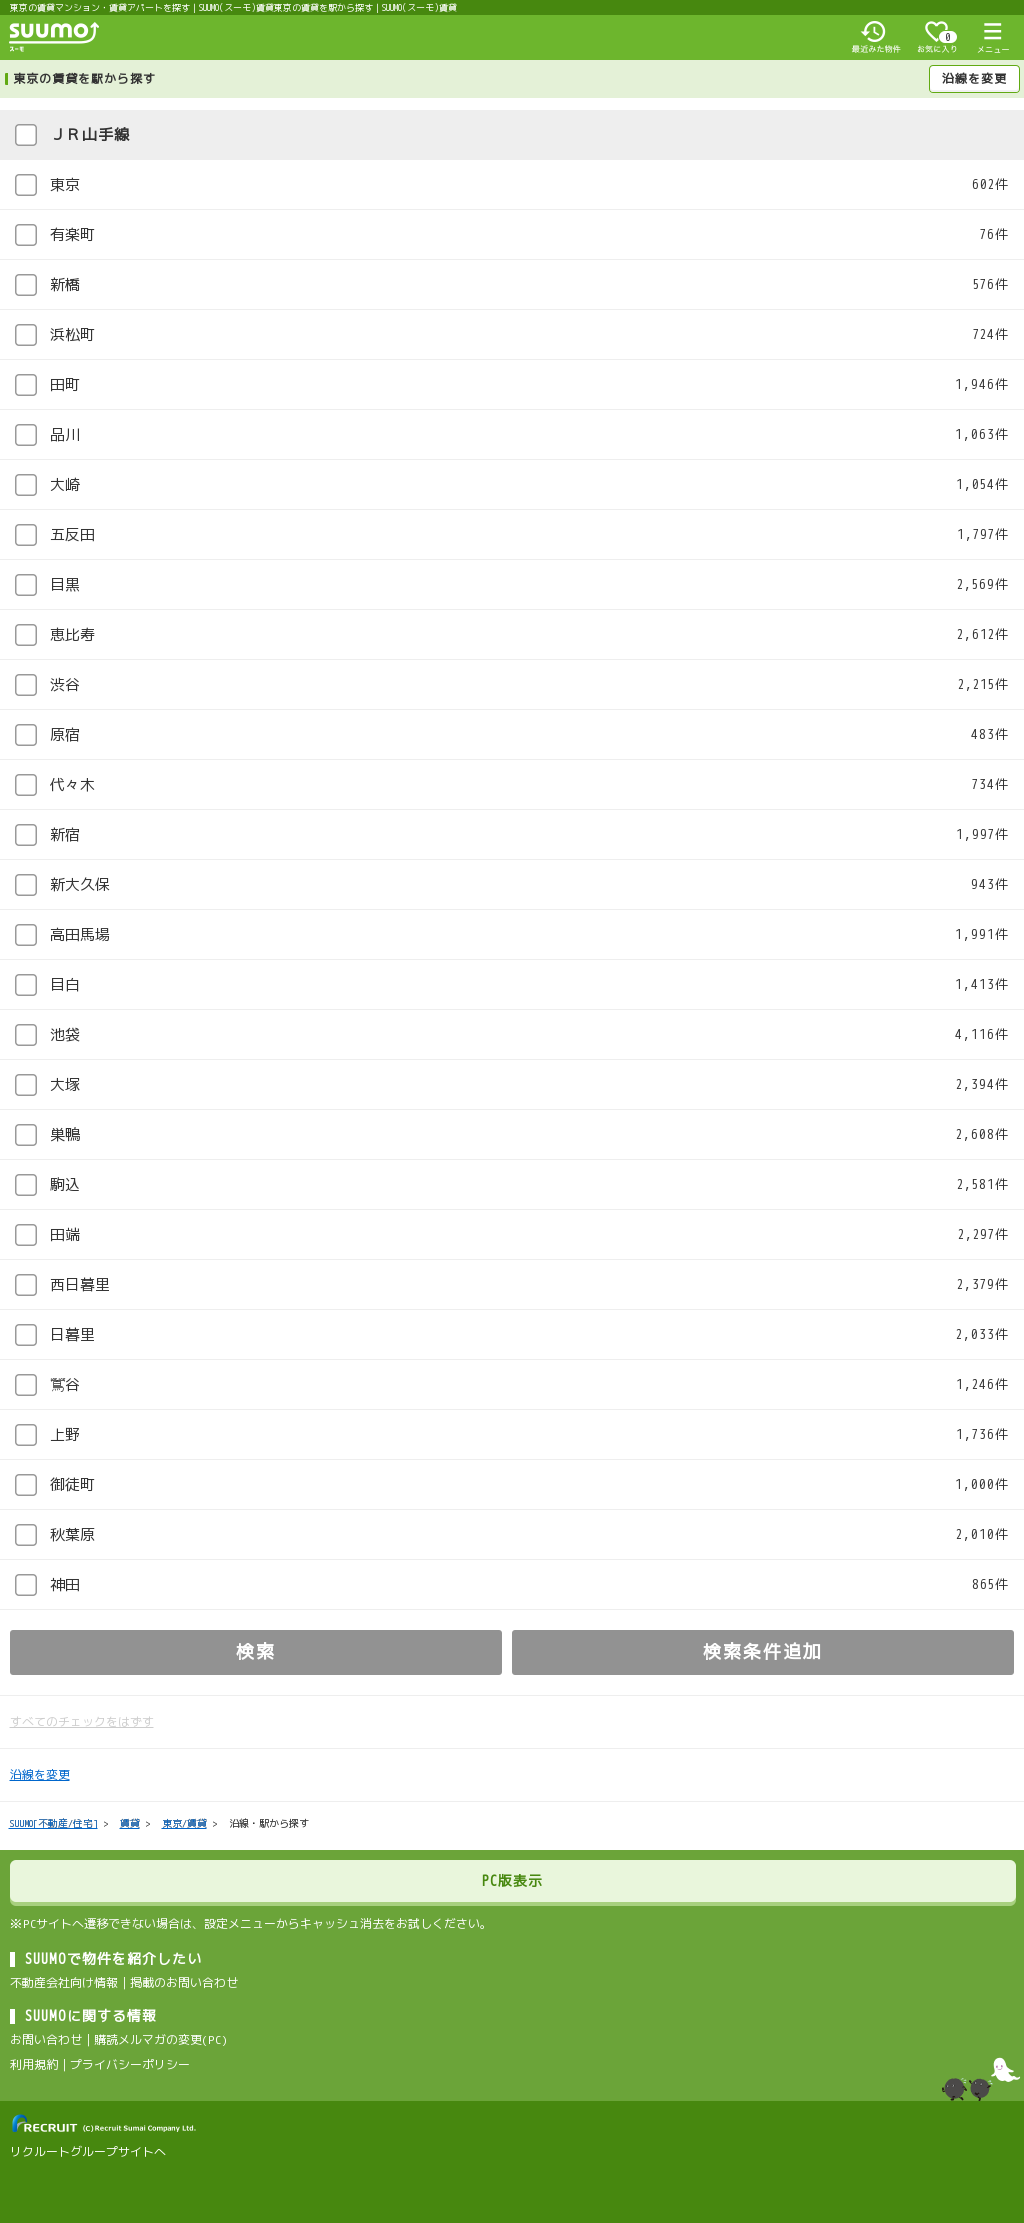 東京の賃貸マンション・賃貸アパートを探す｜SUUMO(スーモ)賃貸東京の賃貸を駅から探す｜SUUMO(スーモ)賃貸
suumo
スーモ
最近みた物件
0
お気に入り
メニュー
東京の賃貸を駅から探す
沿線を変更
ＪＲ山手線
東京 602件
有楽町 76件
新橋 576件
浜松町 724件
田町 1,946件
品川 1,063件
大崎 1,054件
五反田 1,797件
目黒 2,569件
恵比寿 2,612件
渋谷 2,215件
原宿 483件
代々木 734件
新宿 1,997件
新大久保 943件
高田馬場 1,991件
目白 1,413件
池袋 4,116件
大塚 2,394件
巣鴨 2,608件
駒込 2,581件
田端 2,297件
西日暮里 2,379件
日暮里 2,033件
鶯谷 1,246件
上野 1,736件
御徒町 1,000件
秋葉原 2,010件
神田 865件
検索 検索条件追加
すべてのチェックをはずす
沿線を変更
SUUMO[不動産/住宅] > 賃貸 > 東京/賃貸 > 沿線・駅から探す
PC版表示
※PCサイトへ遷移できない場合は、設定メニューからキャッシュ消去をお試しください。
SUUMOで物件を紹介したい
不動産会社向け情報｜掲載のお問い合わせ
SUUMOに関する情報
お問い合わせ｜購読メルマガの変更(PC)
利用規約｜プライバシーポリシー
RECRUIT (C)Recruit Sumai Company Ltd.
リクルートグループサイトへ